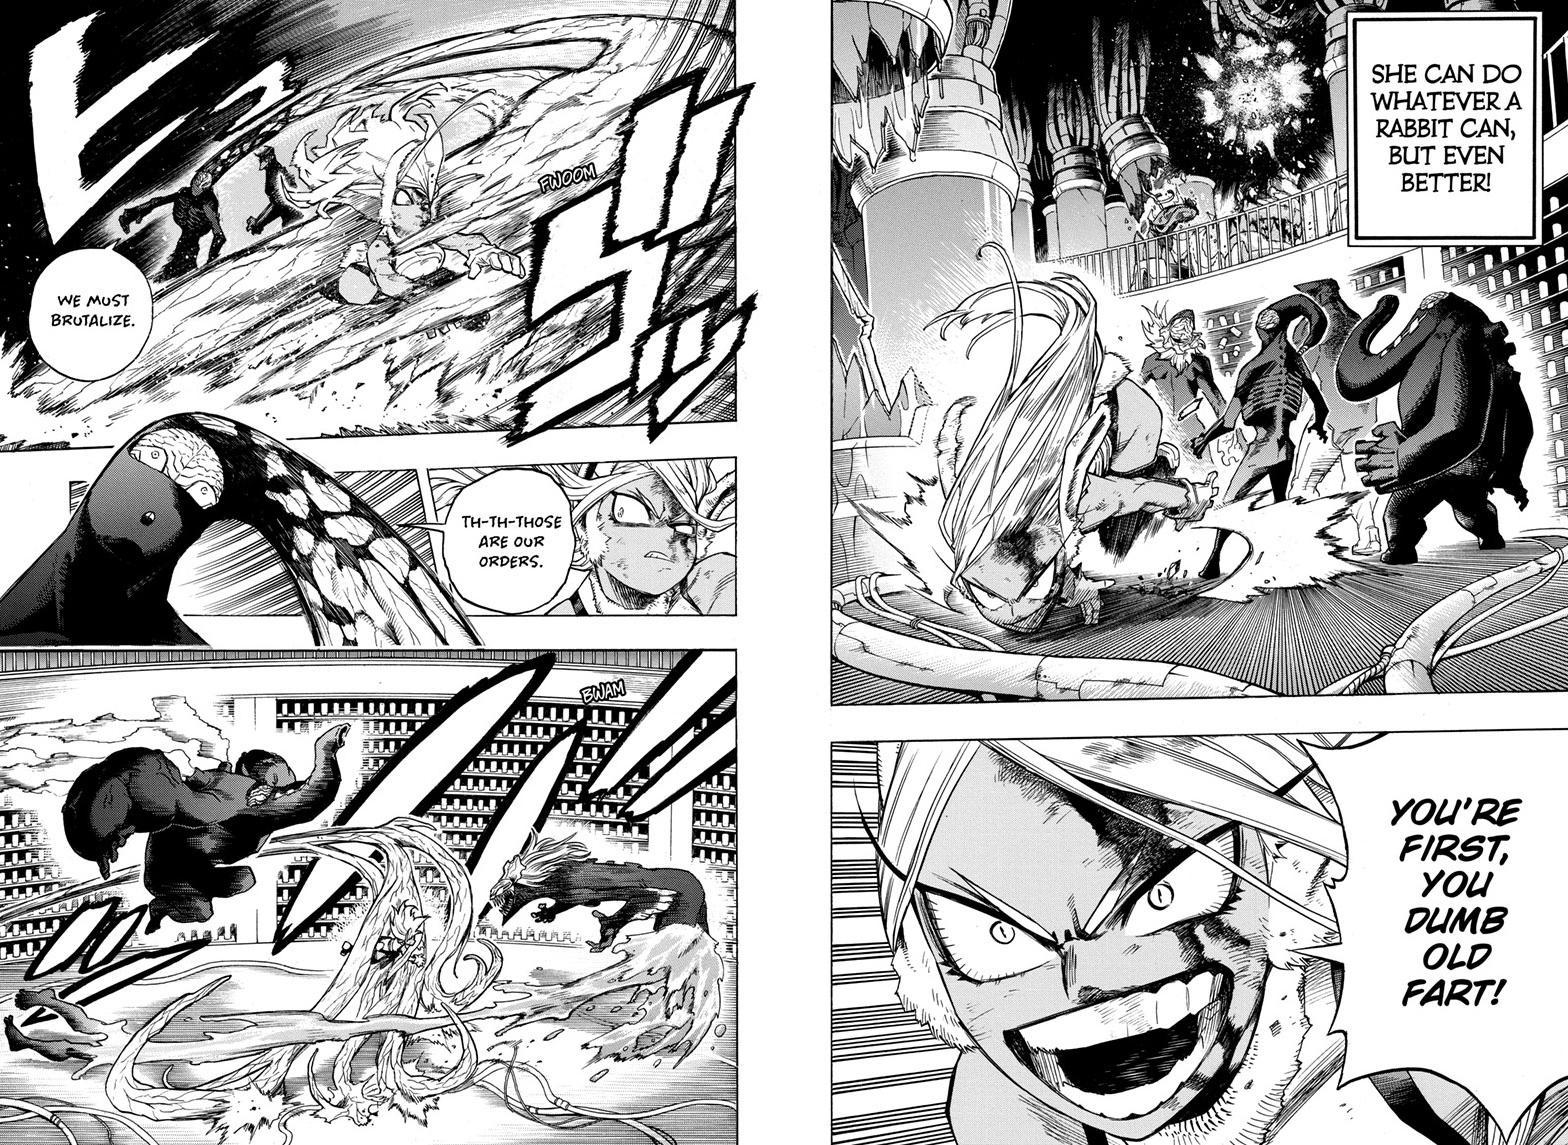 SHE CAN DO
WHATEVER A
RABBIT CAN,
BUT EVEN
BETTER!
YOU'RE
FIRST,
YOU
DUMB
OLD
FART!
FWOOM
WE MUST
BRUTALIZE.
TH-TH-THOSE
ARE OUR
ORDERS.
BWAM